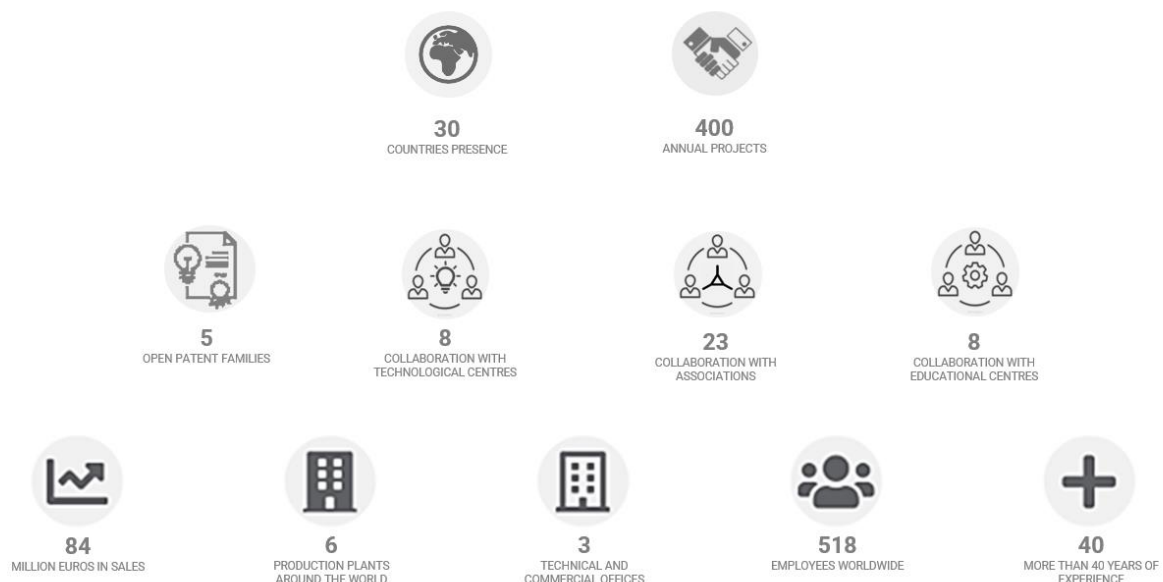 30
COUNTRIES PRESENCE
400
ANNUAL PROJECTS
5
OPEN PATENT FAMILIES
8
COLLABORATION WITH
TECHNOLOGICAL CENTRES
23
COLLABORATION WITH
ASSOCIATIONS
8
COLLABORATION WITH
EDUCATIONAL CENTRES
84
MILLION EUROS IN SALES
6
PRODUCTION PLANTS
AROUND THE WORLD
3
TECHNICAL AND
COMMERCIAL OFFICES
518
EMPLOYEES WORLDWIDE
40
MORE THAN 40 YEARS OF
EXPERIENCE